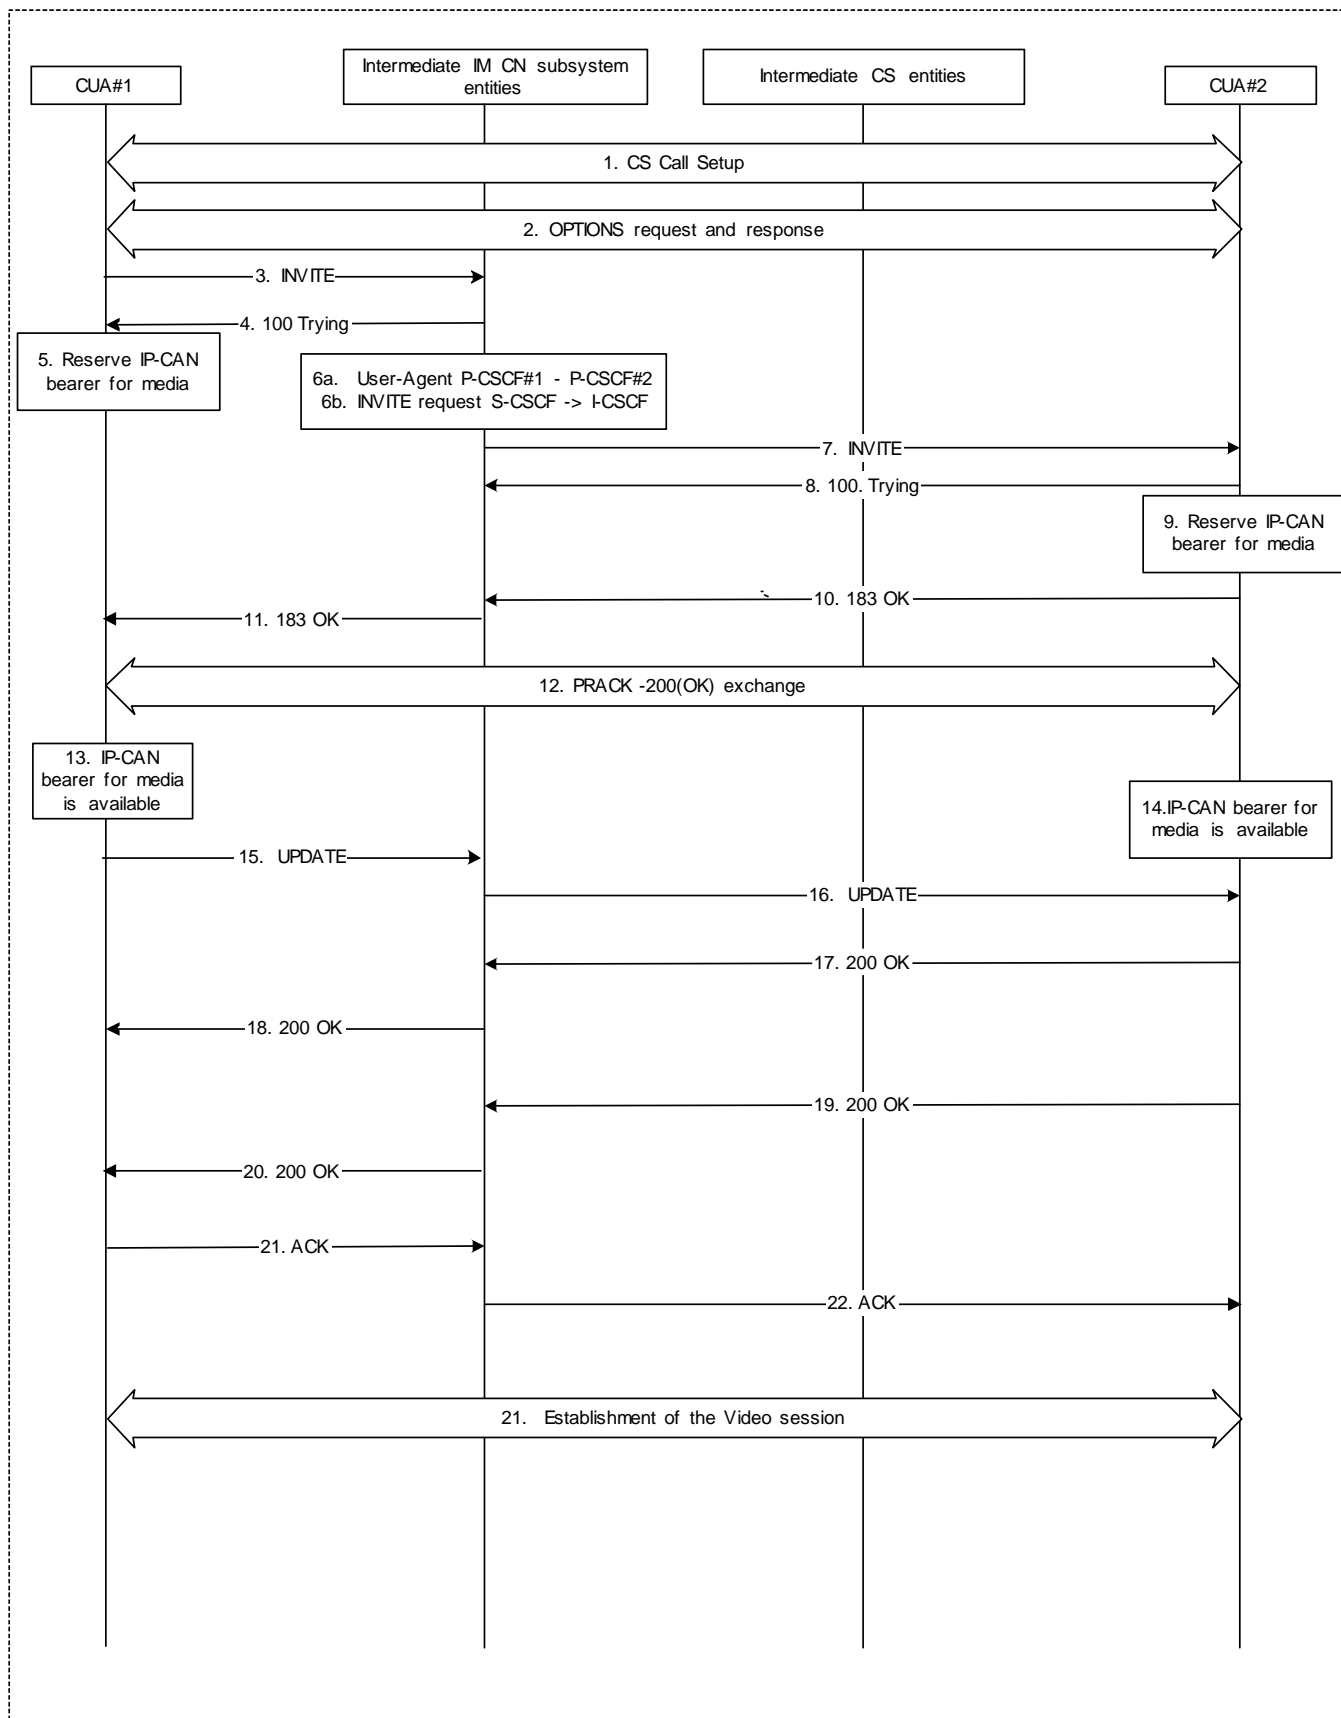 CUA#1
Intermediate IM CN subsystem
entities
Intermediate CS entities
CUA#2
1. CS Call Setup
2. OPTIONS request and response
3. INVITE
4. 100 Trying
5. Reserve IP-CAN
bearer for media
6a. User-Agent P-CSCF#1 - P-CSCF#2
6b. INVITE request S-CSCF -> I-CSCF
7. INVITE
8. 100. Trying
9. Reserve IP-CAN
bearer for media
10. 183 OK
11. 183 OK
12. PRACK -200(OK) exchange
13. IP-CAN
bearer for media
is available
14.IP-CAN bearer for
media is available
15. UPDATE
16. UPDATE
17. 200 OK
18. 200 OK
19. 200 OK
20. 200 OK
21. ACK
22. ACK
21. Establishment of the Video session